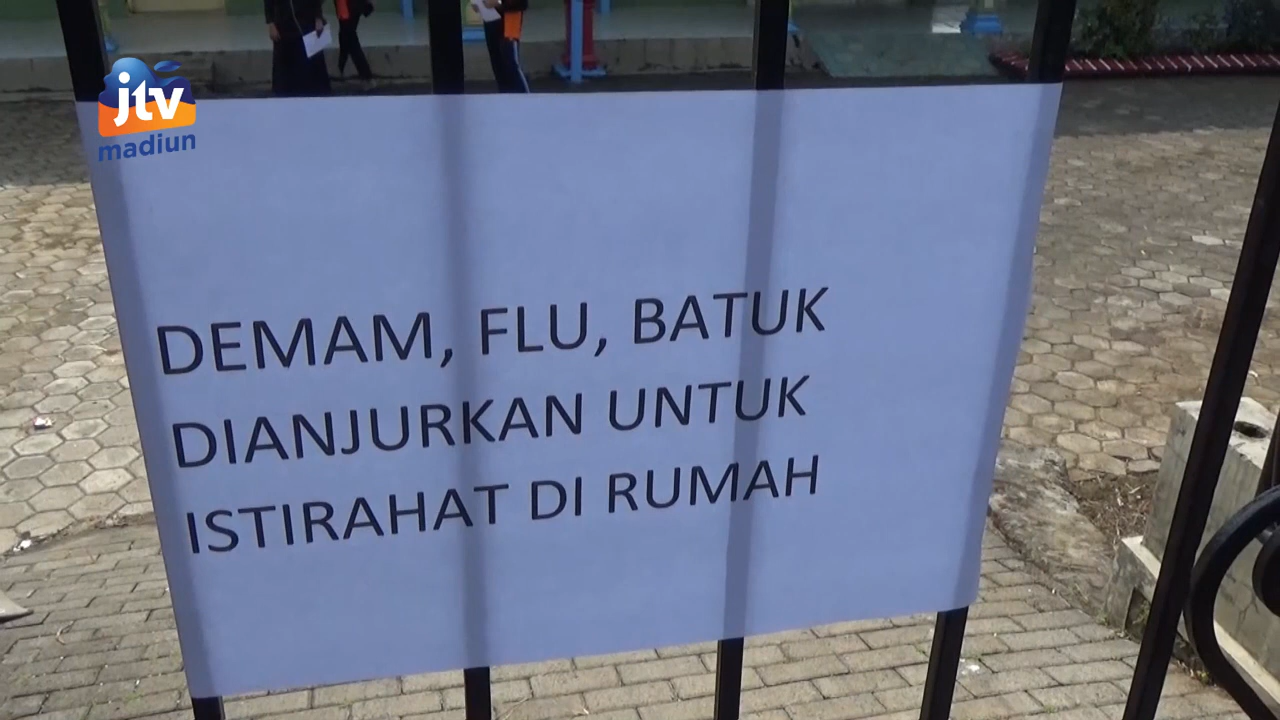 jtv
madiun
DEMAM, FLU, BATUK
DIANJURKAN UNTUK
ISTIRAHAT DI RUMAH